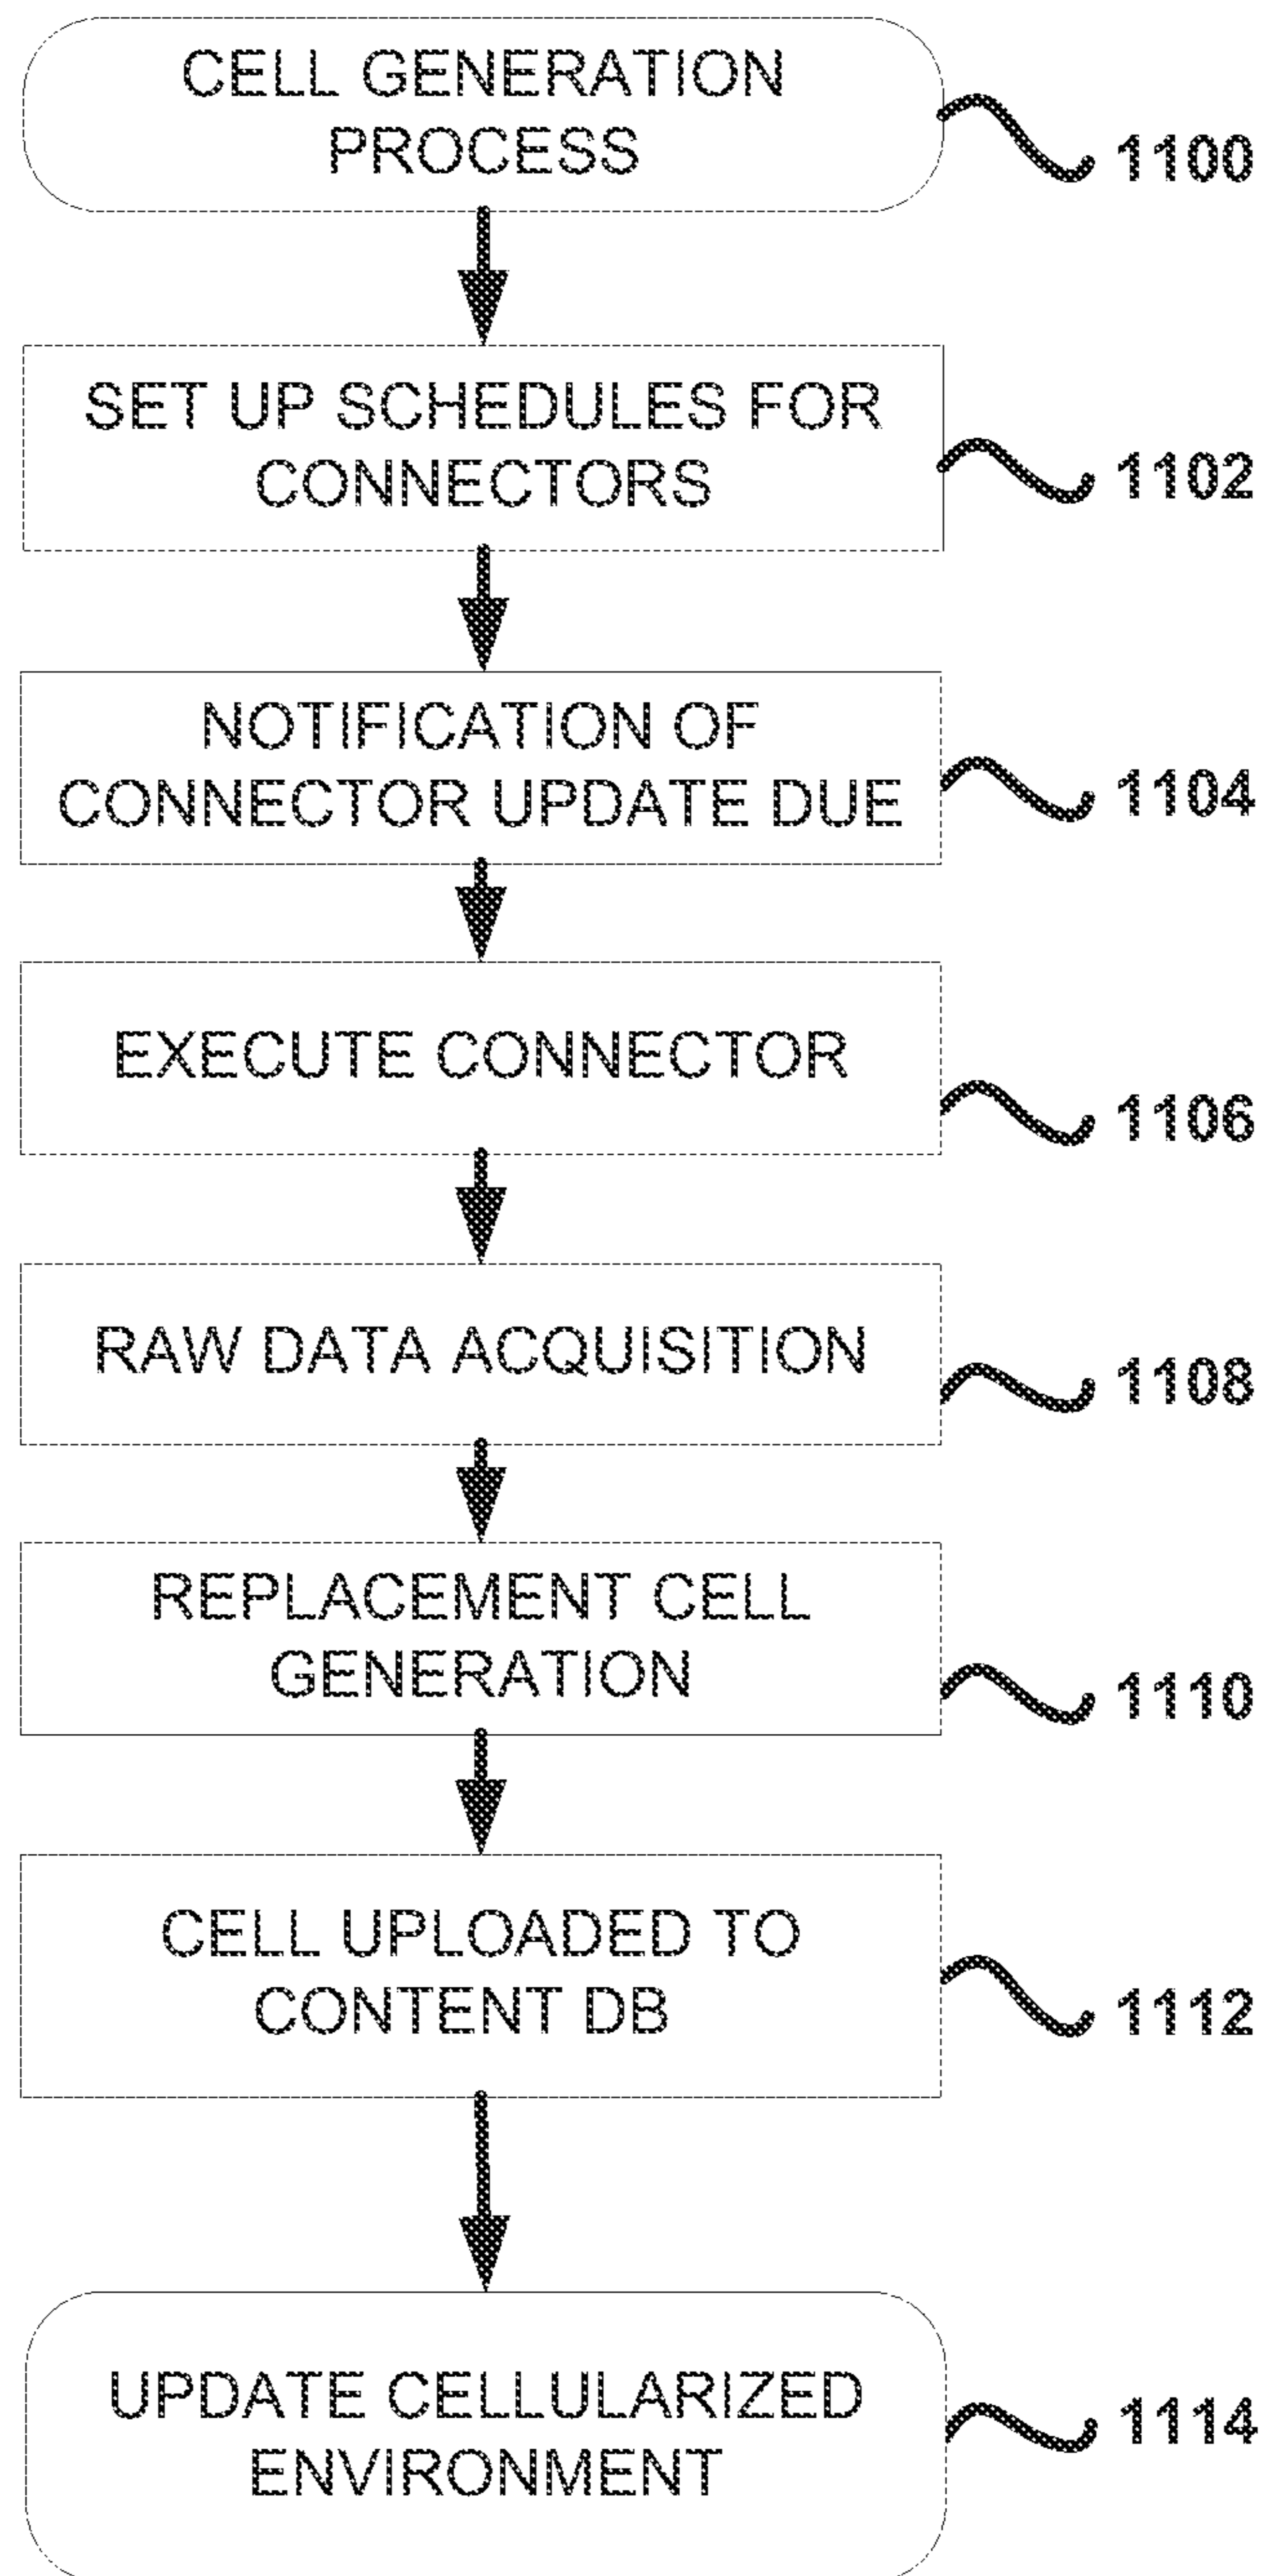 CELL GENERATION
PROCESS
1100
SET UP SCHEDULES FOR
CONNECTORS
1102
NOTIFICATION OF
CONNECTOR UPDATE DUE
1104
EXECUTE CONNECTOR
1106
RAW DATA ACQUISITION
1108
REPLACEMENT CELL
GENERATION
1110
CELL UPLOADED TO
CONTENT DB
1112
UPDATE CELLULARIZED
ENVIRONMENT
1114